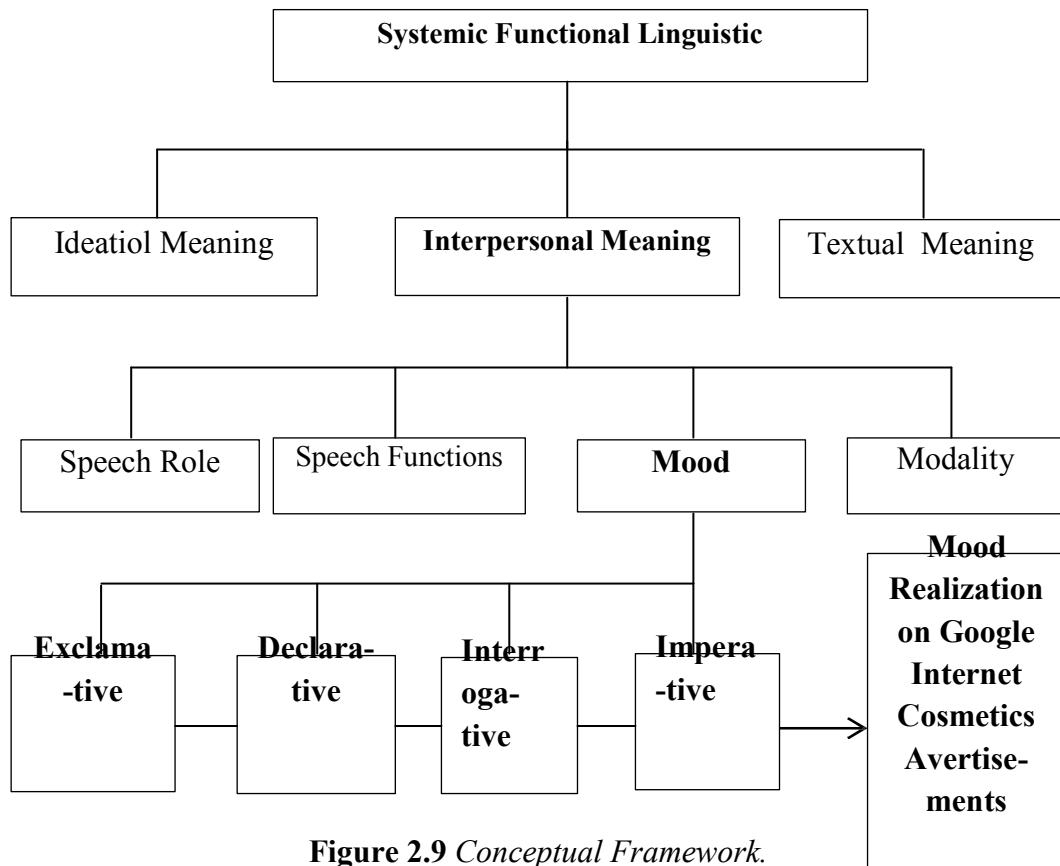 Systemic Functional Linguistic
Ideatiol Meaning
Interpersonal Meaning
Textual Meaning
Speech Role
Speech Functions
Mood
Modality
Exclama
-tive
Declara-
tive
Interr
oga-
tive
Impera
-tive
Mood
Realization
on Google
Internet
Cosmetics
Avertise-
ments
Figure 2.9 Conceptual Framework.